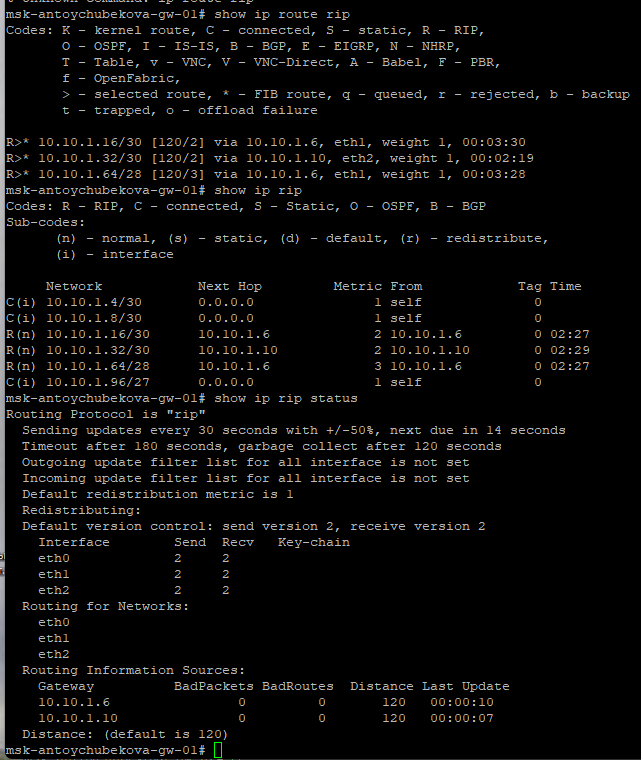 msk-antoychubekova-gw-01# show ip route rip
Codes: K - kernel route, C - connected, S - static, R - RIP,
       O - OSPF, I - IS-IS, B - BGP, E - EIGRP, N - NHRP,
       T - Table, v - VNC, V - VNC-Direct, A - Babel, F - PBR,
       f - OpenFabric,
       > - selected route, * - FIB route, q - queued, r - rejected, b - backup
       t - trapped, o - offload failure
R>* 10.10.1.16/30 [120/2] via 10.10.1.6, eth1, weight 1, 00:03:30
R>* 10.10.1.32/30 [120/2] via 10.10.1.10, eth2, weight 1, 00:02:19
R>* 10.10.1.64/28 [120/3] via 10.10.1.6, eth1, weight 1, 00:03:28
msk-antoychubekova-gw-01# show ip rip
Codes: R - RIP, C - connected, S - Static, O - OSPF, B - BGP
Sub-codes:
      (n) - normal, (s) - static, (d) - default, (r) - redistribute,
      (i) - interface
     Network            Next Hop         Metric From            Tag Time
C(i) 10.10.1.4/30       0.0.0.0               1 self              0
C(i) 10.10.1.8/30       0.0.0.0               1 self              0
R(n) 10.10.1.16/30      10.10.1.6             2 10.10.1.6         0 02:27
R(n) 10.10.1.32/30      10.10.1.10            2 10.10.1.10        0 02:29
R(n) 10.10.1.64/28      10.10.1.6             3 10.10.1.6         0 02:27
C(i) 10.10.1.96/27      0.0.0.0               1 self              0
msk-antoychubekova-gw-01# show ip rip status
Routing Protocol is "rip"
  Sending updates every 30 seconds with +/-50%, next due in 14 seconds
  Timeout after 180 seconds, garbage collect after 120 seconds
  Outgoing update filter list for all interface is not set
  Incoming update filter list for all interface is not set
  Default redistribution metric is 1
  Redistributing:
  Default version control: send version 2, receive version 2
    Interface        Send  Recv   Key-chain
    eth0             2     2
    eth1             2     2
    eth2             2     2
  Routing for Networks:
    eth0
    eth1
    eth2
  Routing Information Sources:
    Gateway          BadPackets BadRoutes  Distance Last Update
    10.10.1.6                0         0       120   00:00:10
    10.10.1.10               0         0       120   00:00:07
  Distance: (default is 120)
msk-antoychubekova-gw-01#